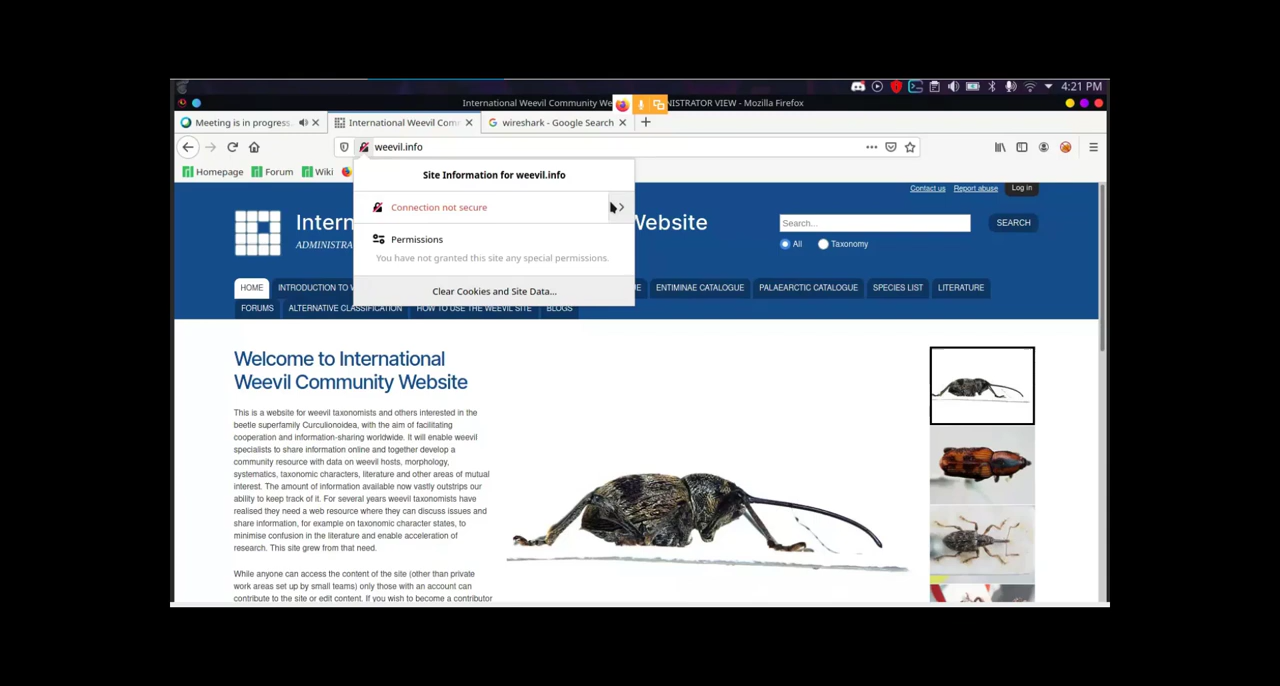 4:21 PM
International Weevil Community We
NISTRATOR VIEW - Mozilla Firefox
Meeting is in progress
International Weevil Com
wireshark - Google Search
weevil.info
Homepage
Forum
Wiki
Site Information for weevil.info
Connection not secure
Permissions
You have not granted this site any special permissions.
Clear Cookies and Site Data...
Contact us
Report abuse
Log in
Intern
Website
ADMINISTRA
Search...
SEARCH
All
Taxonomy
HOME
INTRODUCTION TO
ENTIMINAE CATALOGUE
PALAEARCTIC CATALOGUE
SPECIES LIST
LITERATURE
FORUMS
ALTERNATIVE CLASSIFICATION
HOW TO USE THE WEEVIL SITE
BLOGS
Welcome to International
Weevil Community Website
This is a website for weevil taxonomists and others interested in the
beetle superfamily Curculionoidea, with the aim of facilitating
cooperation and information-sharing worldwide. It will enable weevil
specialists to share information online and together develop a
community resource with data on weevil hosts, morphology,
systematics, taxonomic characters, literature and other areas of mutual
interest. The amount of information available now vastly outstrips our
ability to keep track of it. For several years weevil taxonomists have
realised they need a web resource where they can discuss issues and
share information, for example on taxonomic character states, to
minimise confusion in the literature and enable acceleration of
research. This site grew from that need.
While anyone can access the content of the site (other than private
work areas set up by small teams) only those with an account can
contribute to the site or edit content. If you wish to become a contributor